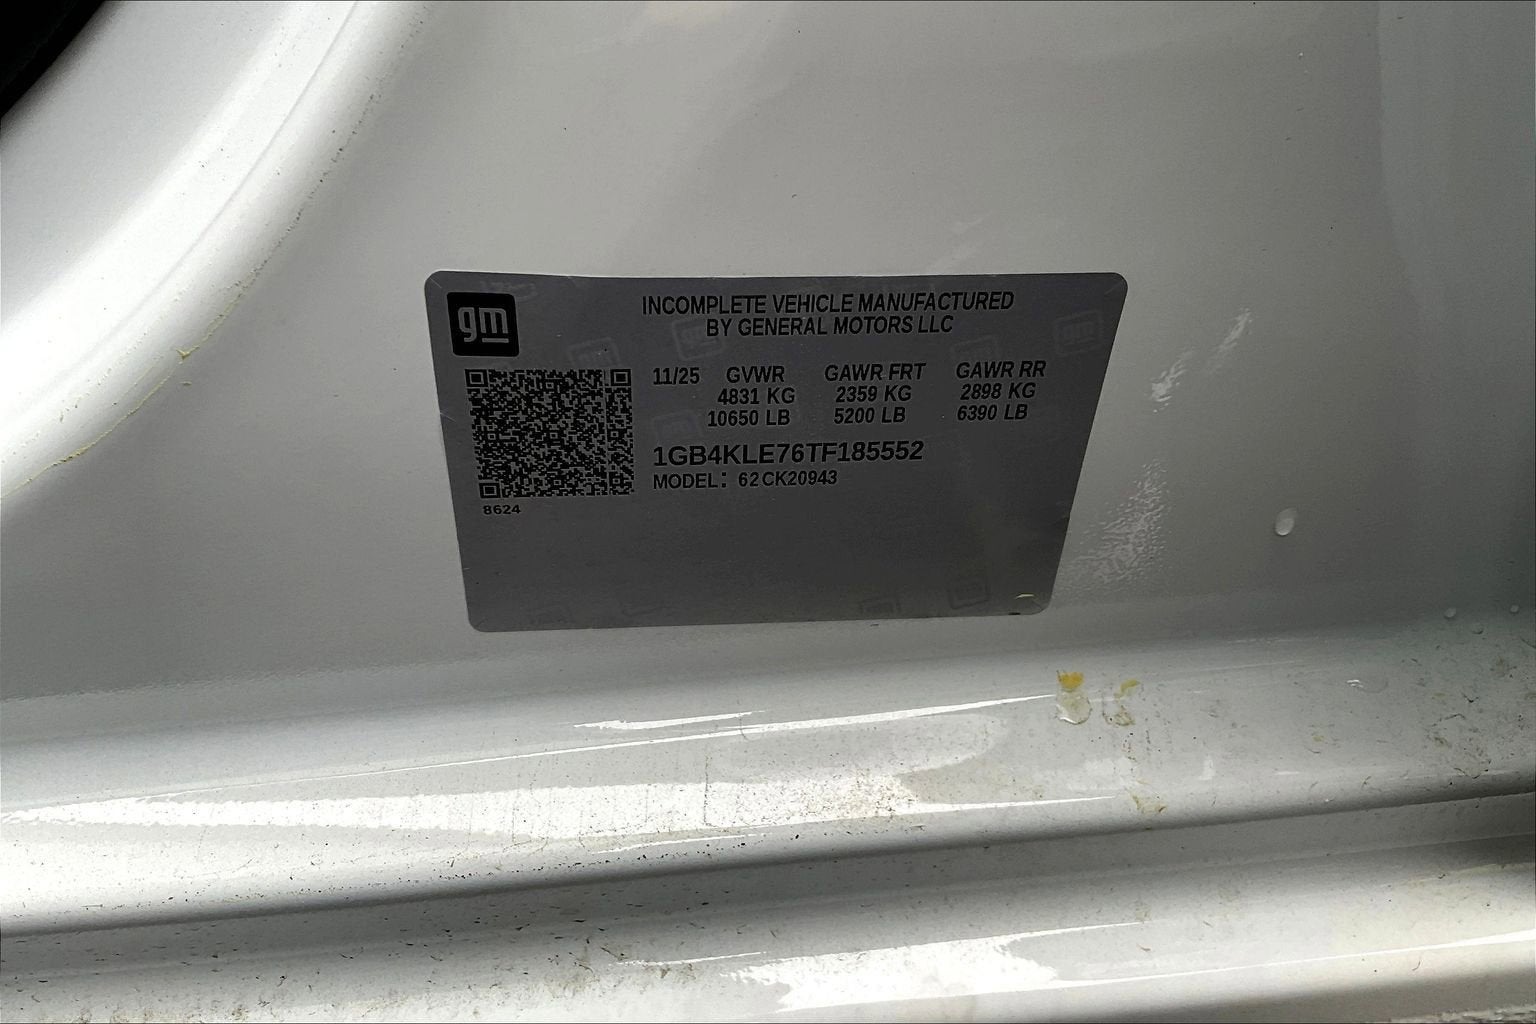 gm
INCOMPLETE VEHICLE MANUFACTURED
BY GENERAL MOTORS LLC
11/25 GVWR GAWR FRT GAWR RR
4831 KG 2359 KG 2898 KG
10650 LB 5200 LB 6390 LB
1GB4KLE76TF185552
MODEL: 62CK20943
8624